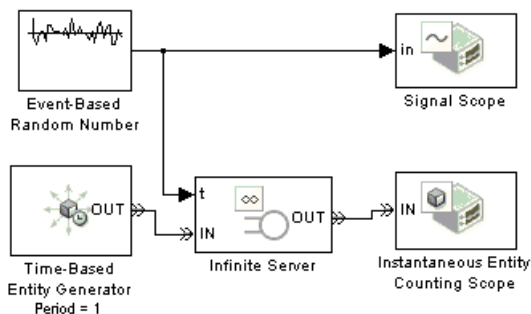 in
Event-Based
Random Number
Signal Scope
OUT
t
IN
∞
OUT
IN
Time-Based
Entity Generator
Period = 1
Infinite Server
Instantaneous Entity
Counting Scope